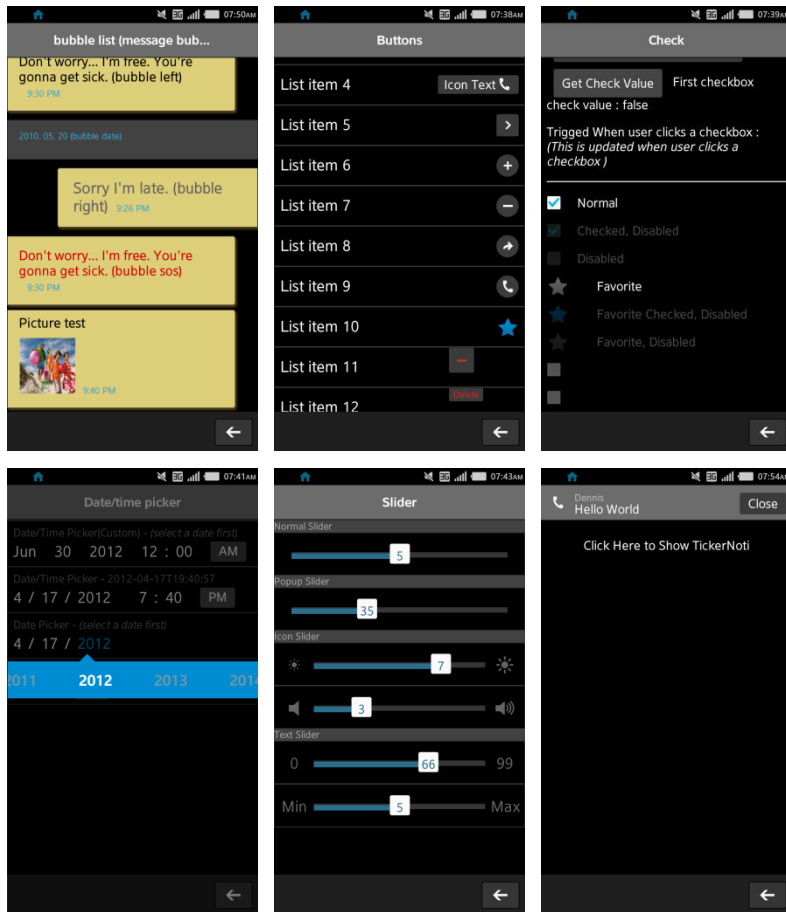 07:50AM
bubble list (message bub...
Don't worry... I'm free. You're
gonna get sick. (bubble left)
9:30 PM
2010. 05. 20 (bubble date)
Sorry I'm late. (bubble
right) 9:26 PM
Don't worry... I'm free. You're
gonna get sick. (bubble sos)
9:30 PM
Picture test
9:40 PM
07:38AM
Buttons
List item 4
Icon Text
List item 5
List item 6
List item 7
List item 8
List item 9
List item 10
List item 11
List item 12
Delete
07:39AM
Check
Get Check Value First checkbox
check value : false
Trigged When user clicks a checkbox :
(This is updated when user clicks a
checkbox )
Normal
Checked, Disabled
Disabled
Favorite
Favorite Checked, Disabled
Favorite, Disabled
07:41AM
Date/time picker
Date/Time Picker(Custom) - (select a date first)
Jun 30 2012 12 : 00 AM
Date/Time Picker - 2012-04-17T19:40:57
4 / 17 / 2012 7 : 40 PM
Date Picker - (select a date first)
4 / 17 / 2012
2011 2012 2013 2014
07:43AM
Slider
Normal Slider
5
Popup Slider
35
Icon Slider
7
3
Text Slider
0 66 99
Min 5 Max
07:54AM
Dennis
Hello World
Close
Click Here to Show TickerNoti